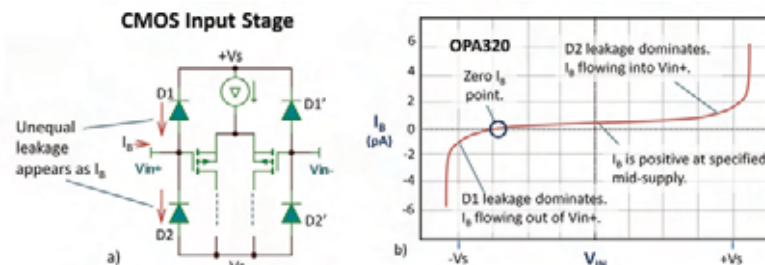 CMOS Input Stage
+Vs
D1
D1'
Unequal
leakage
appears as IB
IB
Vin+
Vin-
D2
D2'
-Vs
a)
OPA320
6
4
2
0
-2
-4
-6
IB
(pA)
Zero IB
point.
D2 leakage dominates.
IB flowing into Vin+.
IB is positive at specified
mid-supply.
D1 leakage dominates.
IB flowing out of Vin+.
b)
-Vs
VIN
+Vs